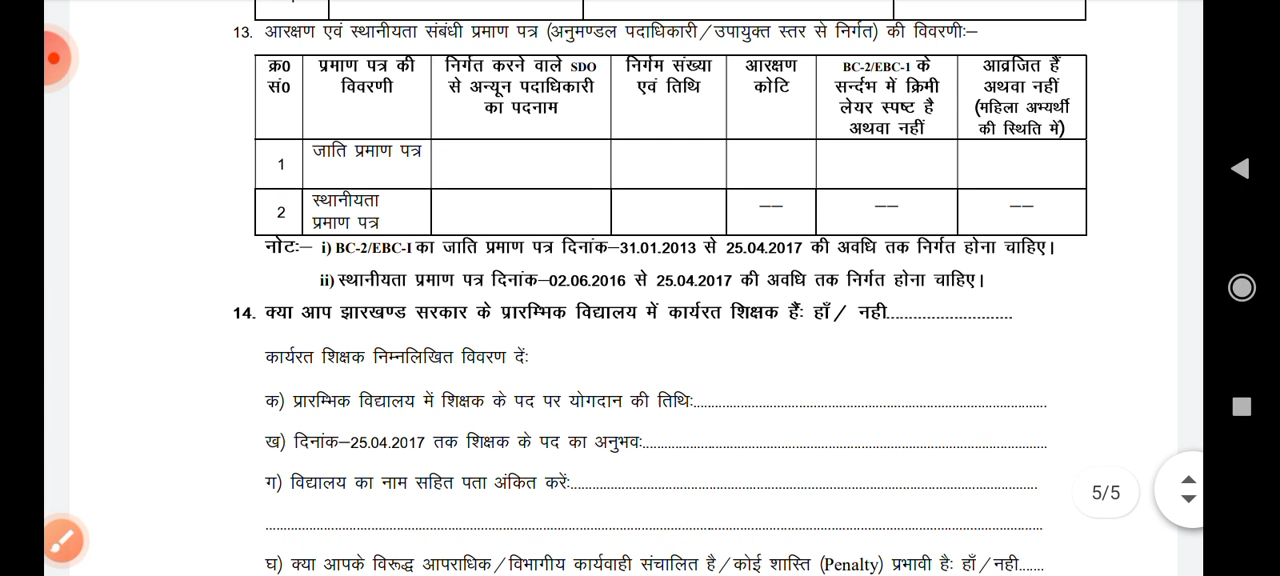 13. आरक्षण एवं स्थानीयता संबंधी प्रमाण पत्र (अनुमण्डल पदाधिकारी/उपायुक्त स्तर से निर्गत) की विवरणीः–
क्र0 सं0
प्रमाण पत्र की विवरणी
निर्गत करने वाले SDO से अन्यून पदाधिकारी का पदनाम
निर्गम संख्या एवं तिथि
आरक्षण कोटि
BC-2/EBC-1 के सर्न्दभ में क्रिमी लेयर स्पष्ट है अथवा नहीं
आव्रजित हैं अथवा नहीं (महिला अभ्यर्थी की स्थिति में)
1 जाति प्रमाण पत्र
2 स्थानीयता प्रमाण पत्र –– –– ––
नोटः– i) BC-2/EBC-I का जाति प्रमाण पत्र दिनांक–31.01.2013 से 25.04.2017 की अवधि तक निर्गत होना चाहिए।
ii) स्थानीयता प्रमाण पत्र दिनांक–02.06.2016 से 25.04.2017 की अवधि तक निर्गत होना चाहिए।
14. क्या आप झारखण्ड सरकार के प्रारम्भिक विद्यालय में कार्यरत शिक्षक हैंः हाँ/ नही............................
कार्यरत शिक्षक निम्नलिखित विवरण देंः
क) प्रारम्भिक विद्यालय में शिक्षक के पद पर योगदान की तिथिः................................................
ख) दिनांक–25.04.2017 तक शिक्षक के पद का अनुभवः................................................
ग) विद्यालय का नाम सहित पता अंकित करेंः................................................
................................................
घ) क्या आपके विरूद्ध आपराधिक/विभागीय कार्यवाही संचालित है/कोई शास्ति (Penalty) प्रभावी हैः हाँ/नही.......
5/5